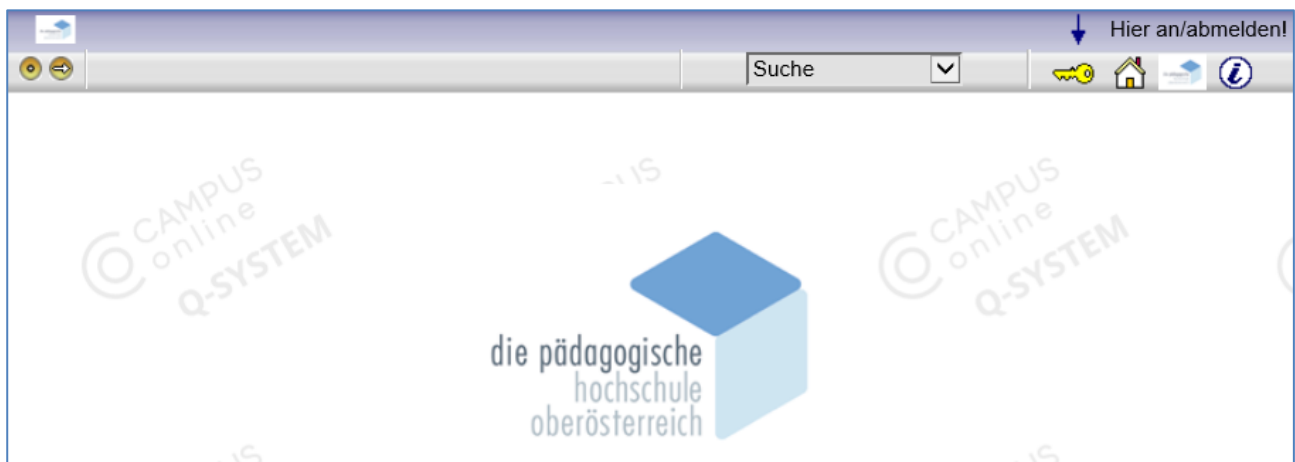 Hier an/abmelden!
Suche
CAMPUS
online
Q-SYSTEM
CAMPUS
online
Q-SYSTEM
die pädagogische
hochschule
oberösterreich